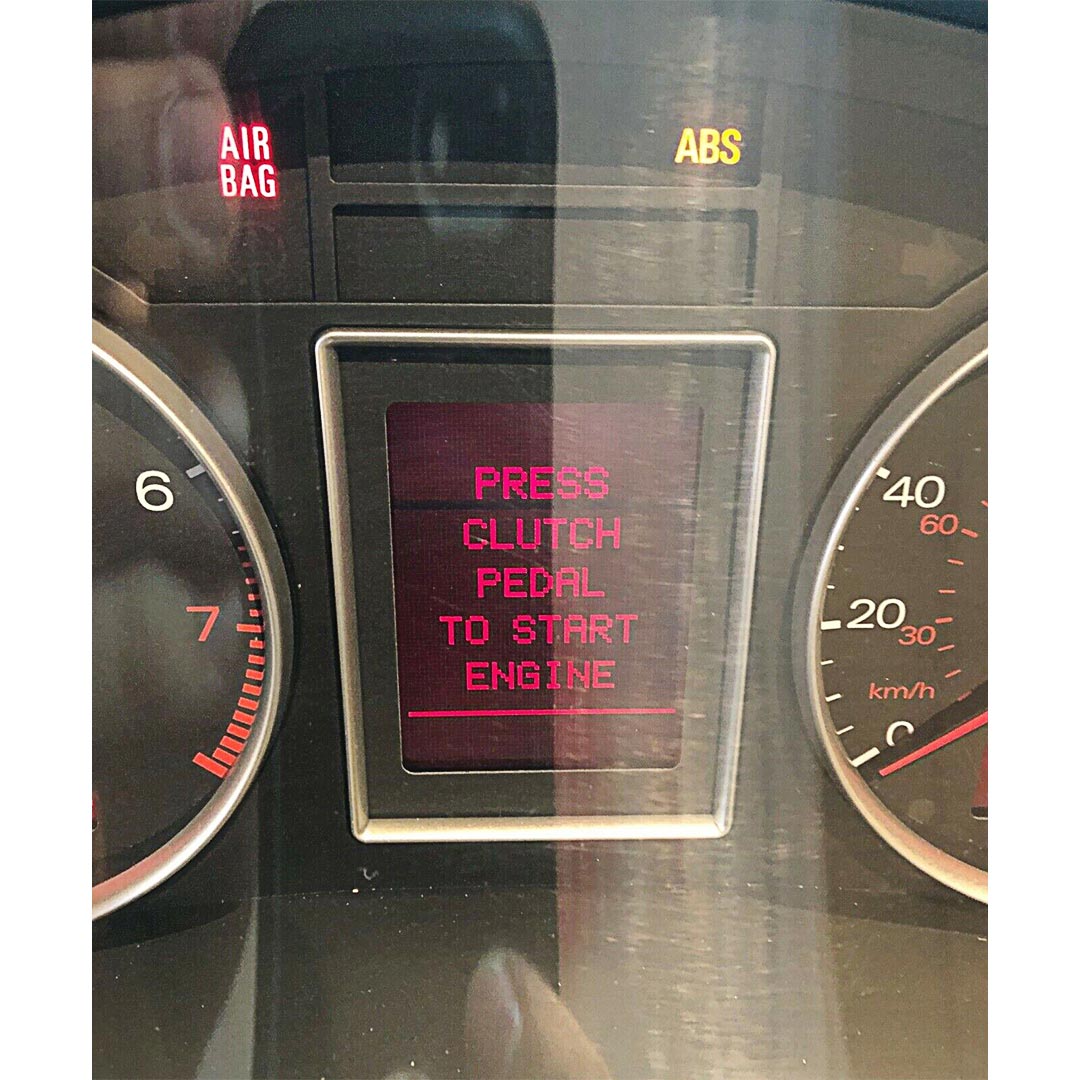 AIR
BAG
ABS
6
7
PRESS
CLUTCH
PEDAL
TO START
ENGINE
40
60
20
30
km/h
0